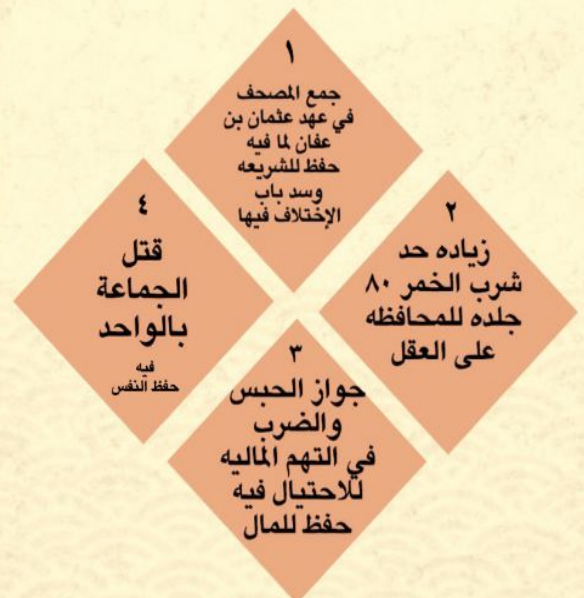 ١
جمع المصحف
في عهد عثمان بن
عفان لما فيه
حفظ للشريعه
وسد باب
الإختلاف فيها
٢
زياده حد
شرب الخمر ٨٠
جلده للمحافظه
على العقل
٣
جواز الحبس
والضرب
في التهم الماليه
للاحتيال فيه
حفظ للمال
٤
قتل
الجماعة
بالواحد
فيه
حفظ النفس